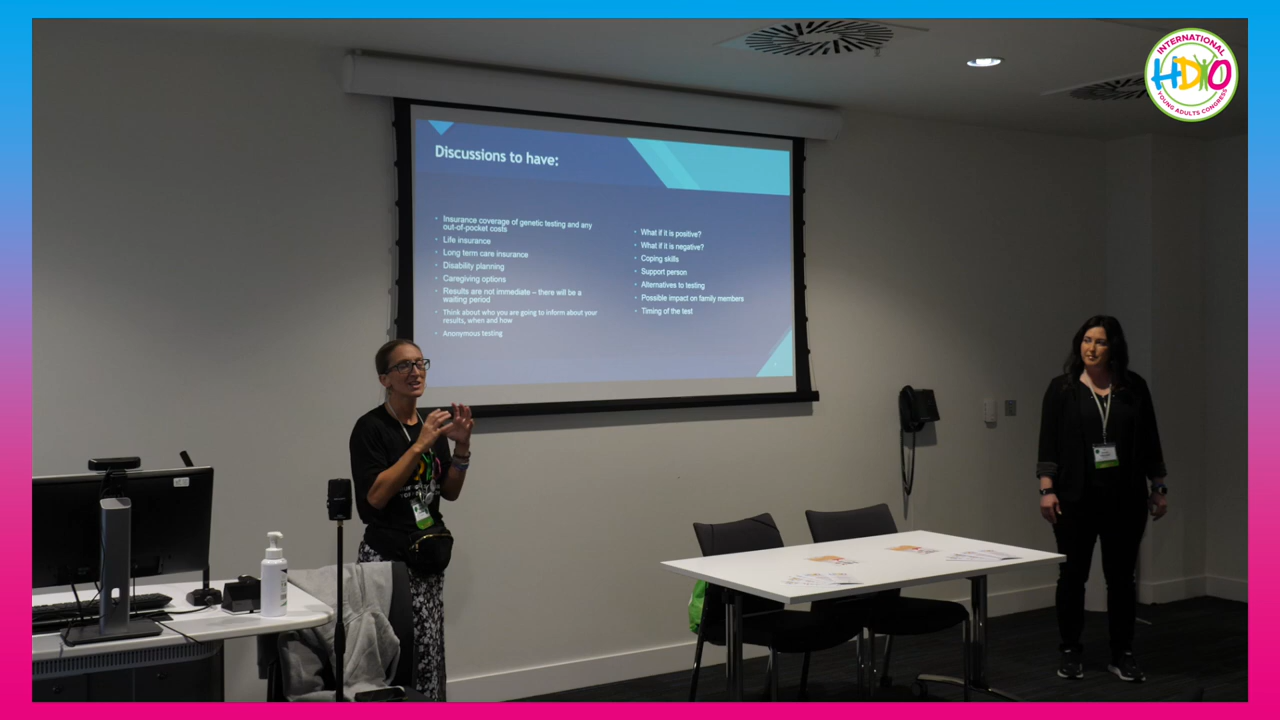 INTERNATIONAL
HDYO
YOUNG ADULTS CONGRESS
Discussions to have:
• Insurance coverage of genetic testing and any
out-of-pocket costs
• Life insurance
• Long term care insurance
• Disability planning
• Caregiving options
• Results are not immediate – there will be a
waiting period
• Think about who you are going to inform about your
results, when and how
• Anonymous testing
• What if it is positive?
• What if it is negative?
• Coping skills
• Support person
• Alternatives to testing
• Possible impact on family members
• Timing of the test